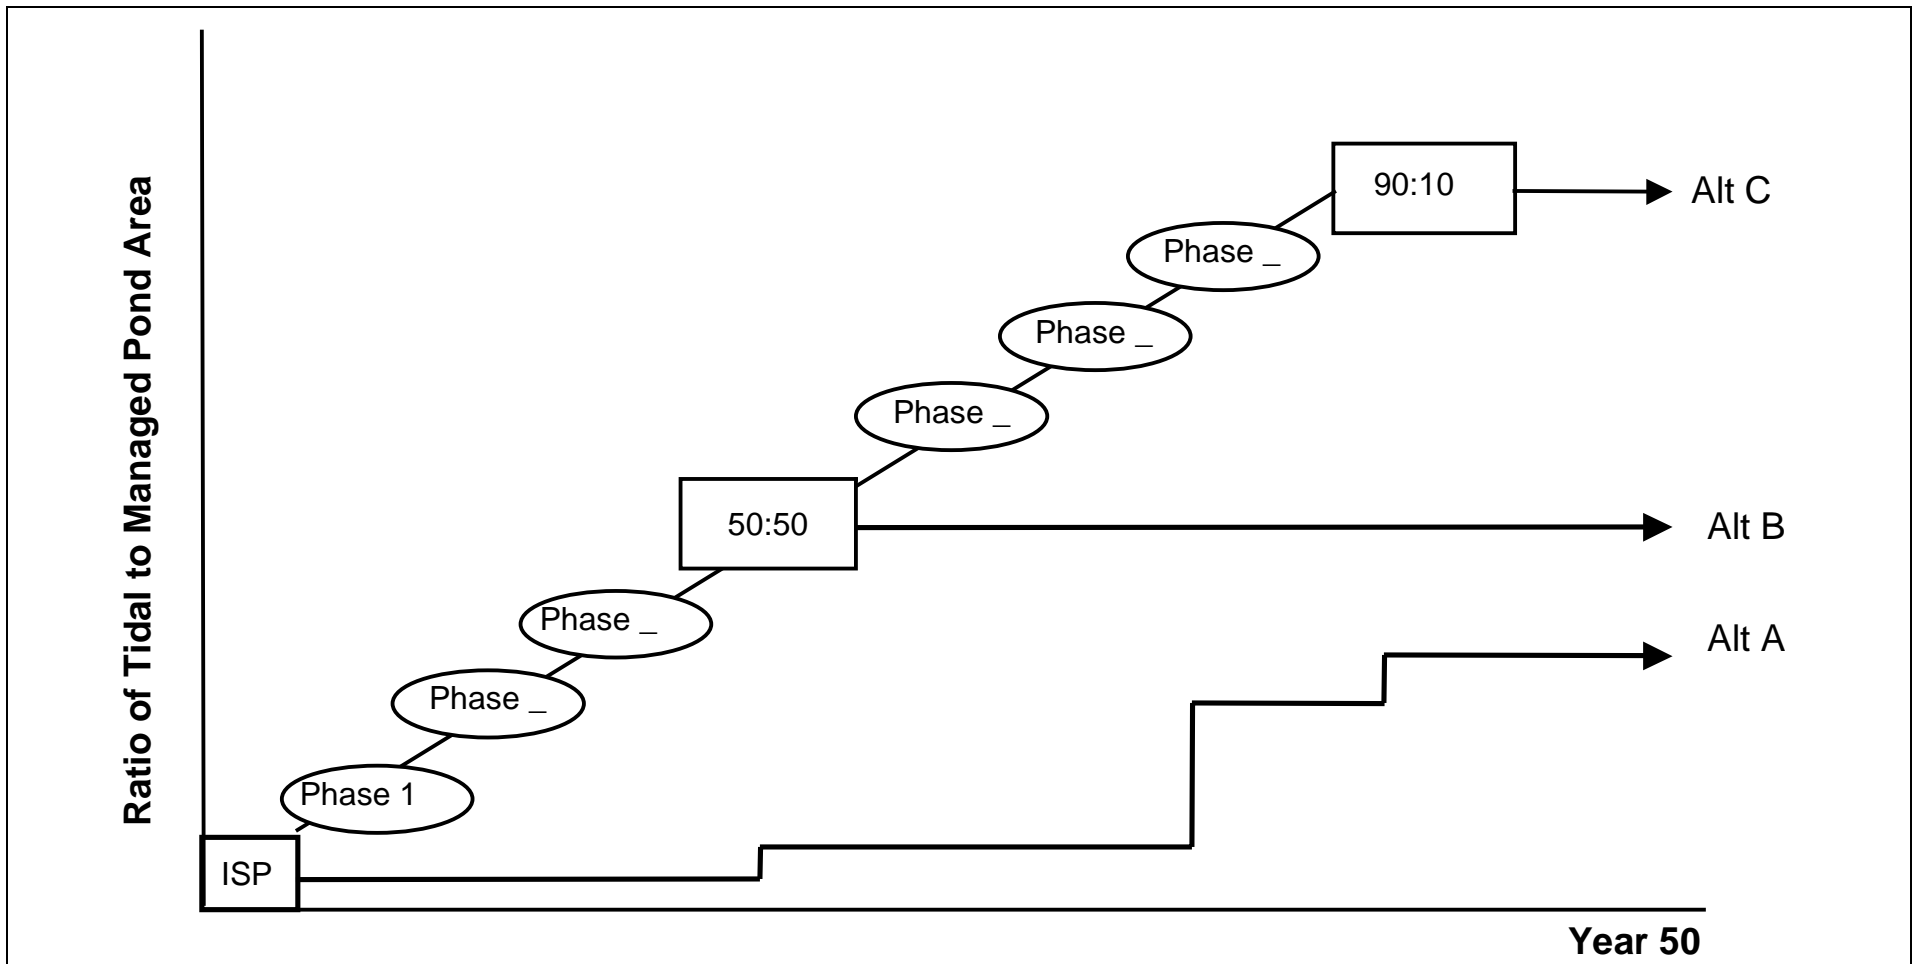 Ratio of Tidal to Managed Pond Area
90:10
Alt C
Phase _
Phase _
Phase _
50:50
Alt B
Phase _
Alt A
Phase _
Phase 1
ISP
Year 50